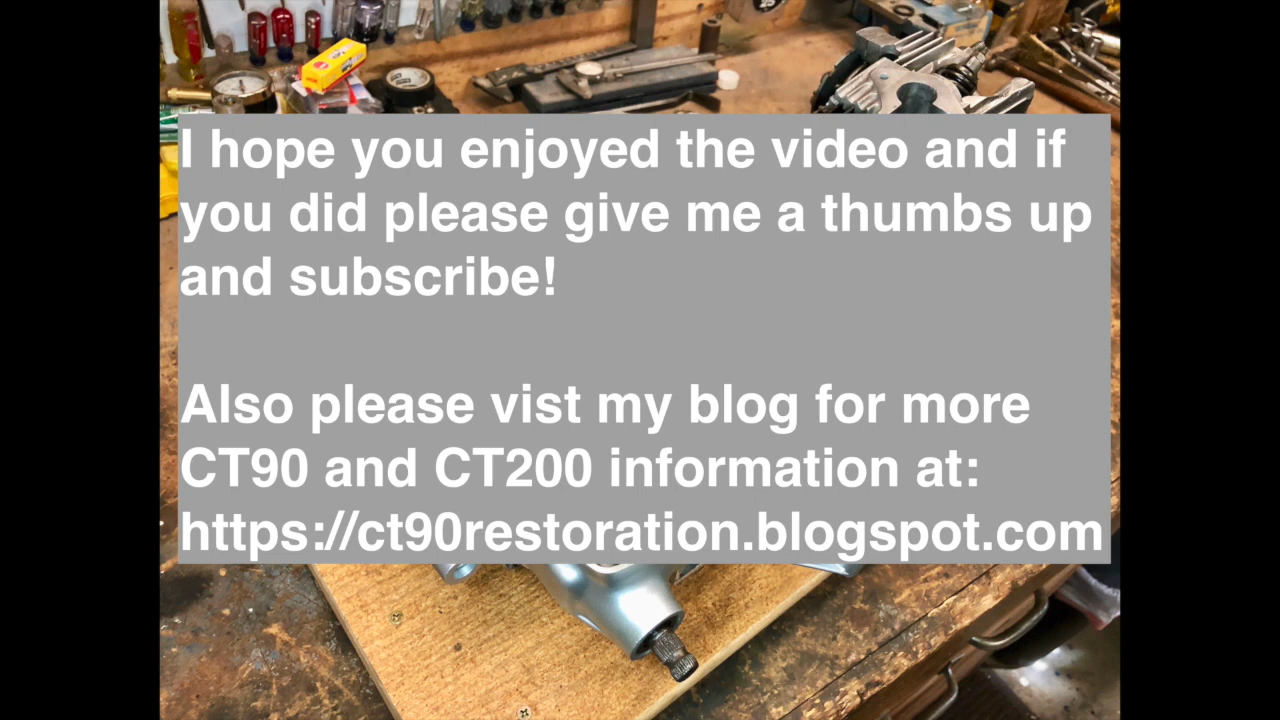 I hope you enjoyed the video and if
you did please give me a thumbs up
and subscribe!
Also please vist my blog for more
CT90 and CT200 information at:
https://ct90restoration.blogspot.com